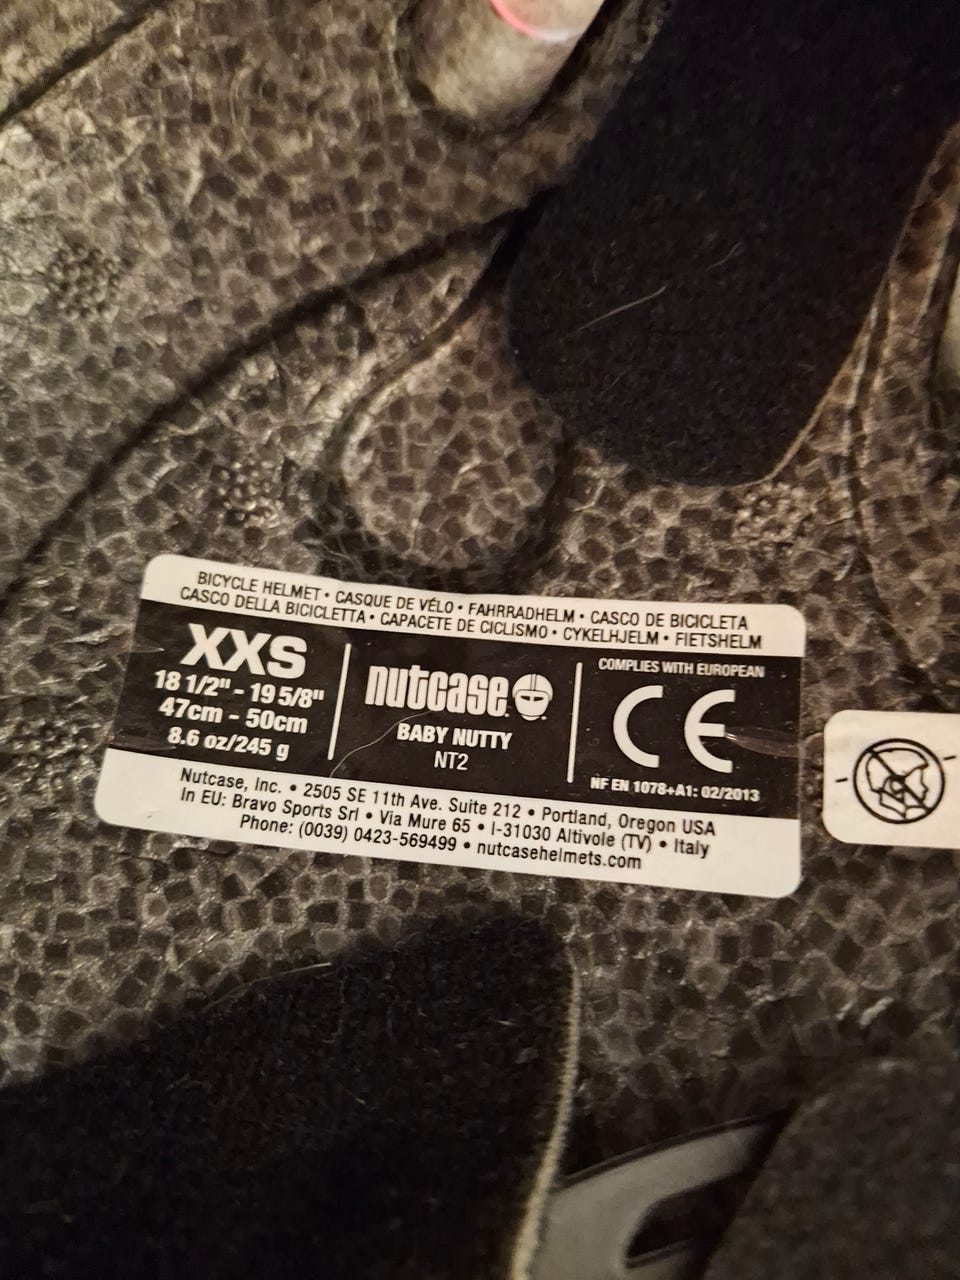 BICYCLE HELMET • CASQUE DE VÉLO • FAHRRADHELM • CASCO DE BICICLETA
CASCO DELLA BICICLETTA • CAPACETE DE CICLISMO • CYKELHJELM • FIETSHELM
XXS
18 1/2" - 19 5/8"
47cm - 50cm
8.6 oz/245 g
nutcase
BABY NUTTY
NT2
COMPLIES WITH EUROPEAN
CE
NF EN 1078+A1: 02/2013
Nutcase, Inc. • 2505 SE 11th Ave. Suite 212 • Portland, Oregon USA
In EU: Bravo Sports Srl • Via Mure 65 • I-31030 Altivole (TV) • Italy
Phone: (0039) 0423-569499 • nutcasehelmets.com